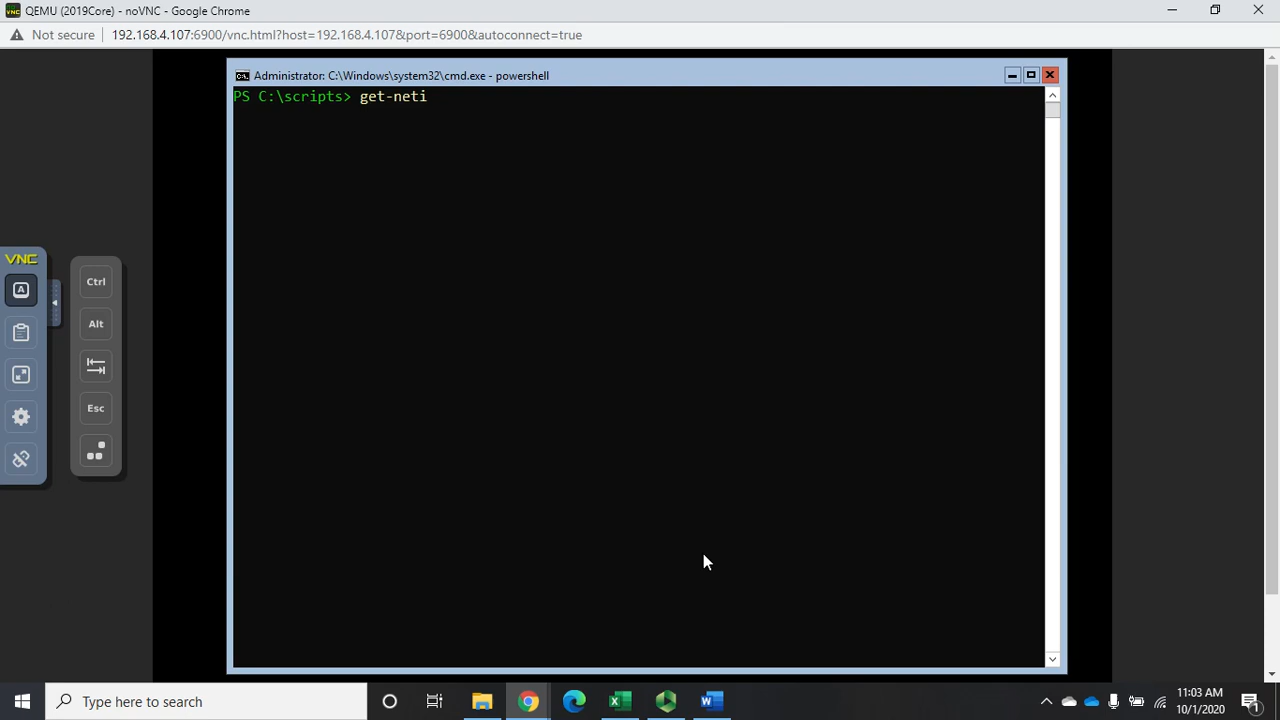 QEMU (2019Core) - noVNC - Google Chrome
Not secure 192.168.4.107:6900/vnc.html?host=192.168.4.107&port=6900&autoconnect=true
Administrator: C:\Windows\system32\cmd.exe - powershell
PS C:\scripts> get-neti
VNC
A
Ctrl
Alt
Esc
Type here to search
11:03 AM
10/1/2020
1